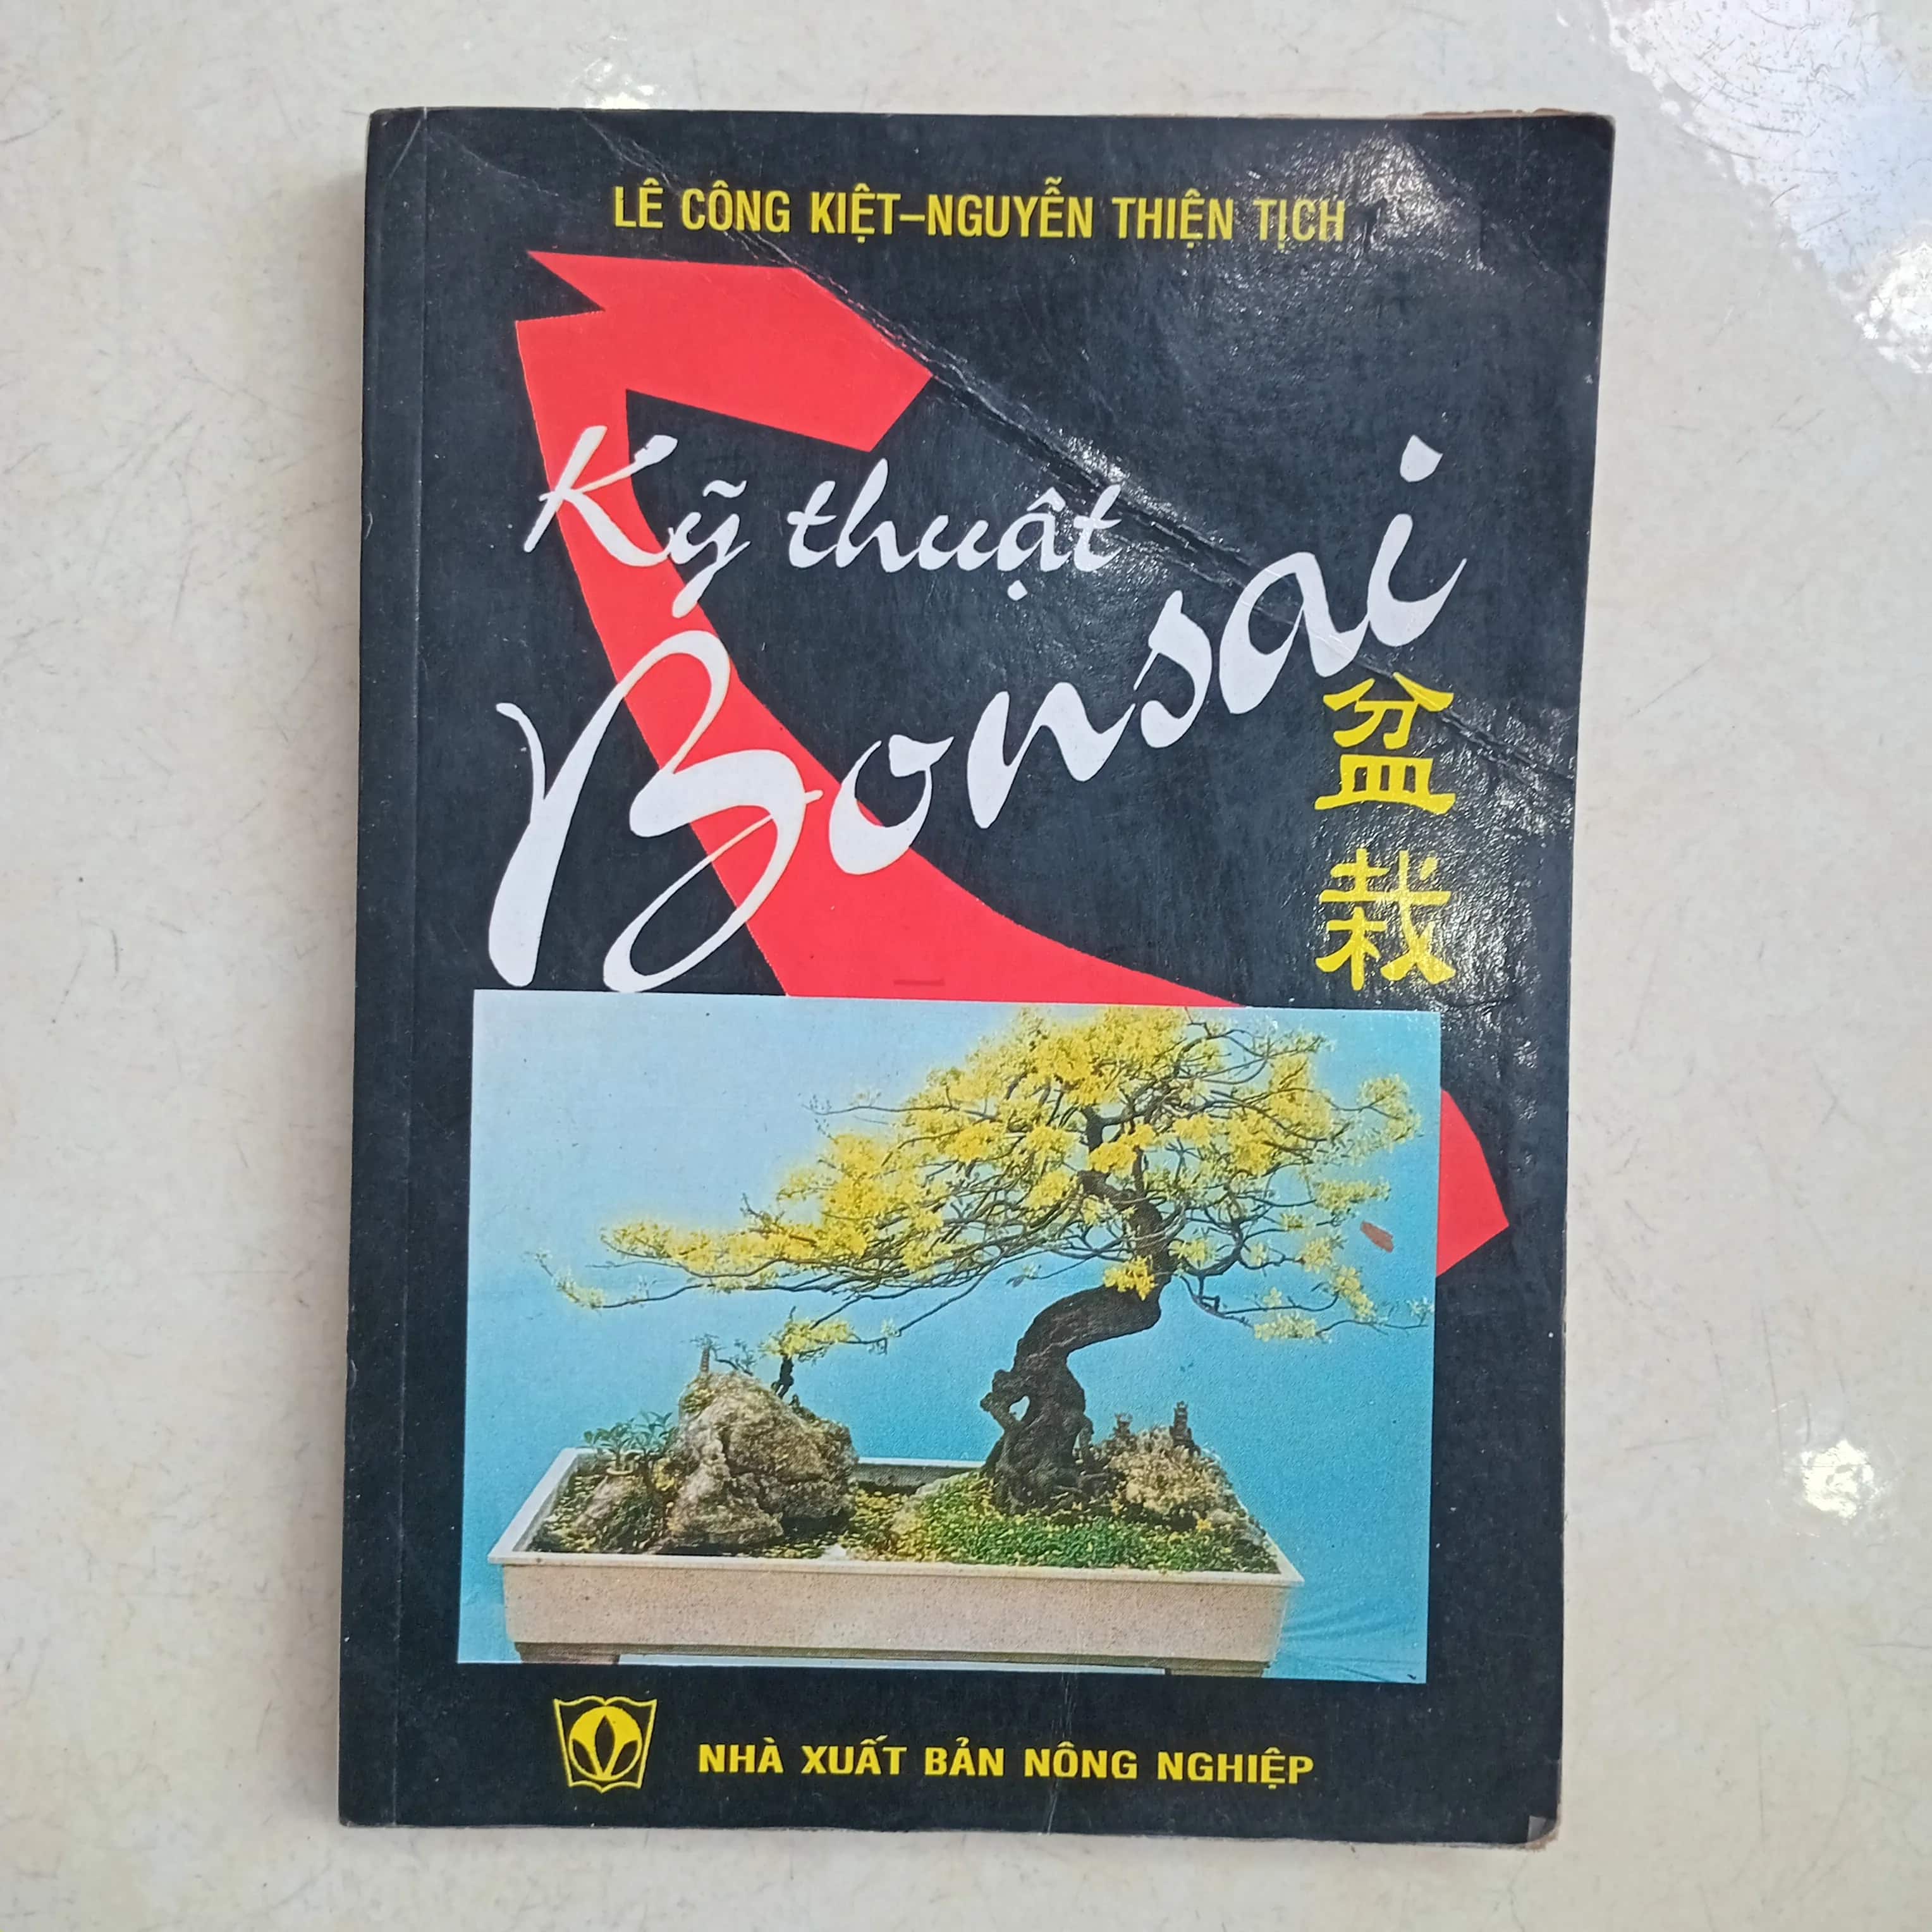 LÊ CÔNG KIỆT–NGUYỄN THIỆN TỊCH
Kỹ thuật
Bonsai
盆
栽
NHÀ XUẤT BẢN NÔNG NGHIỆP